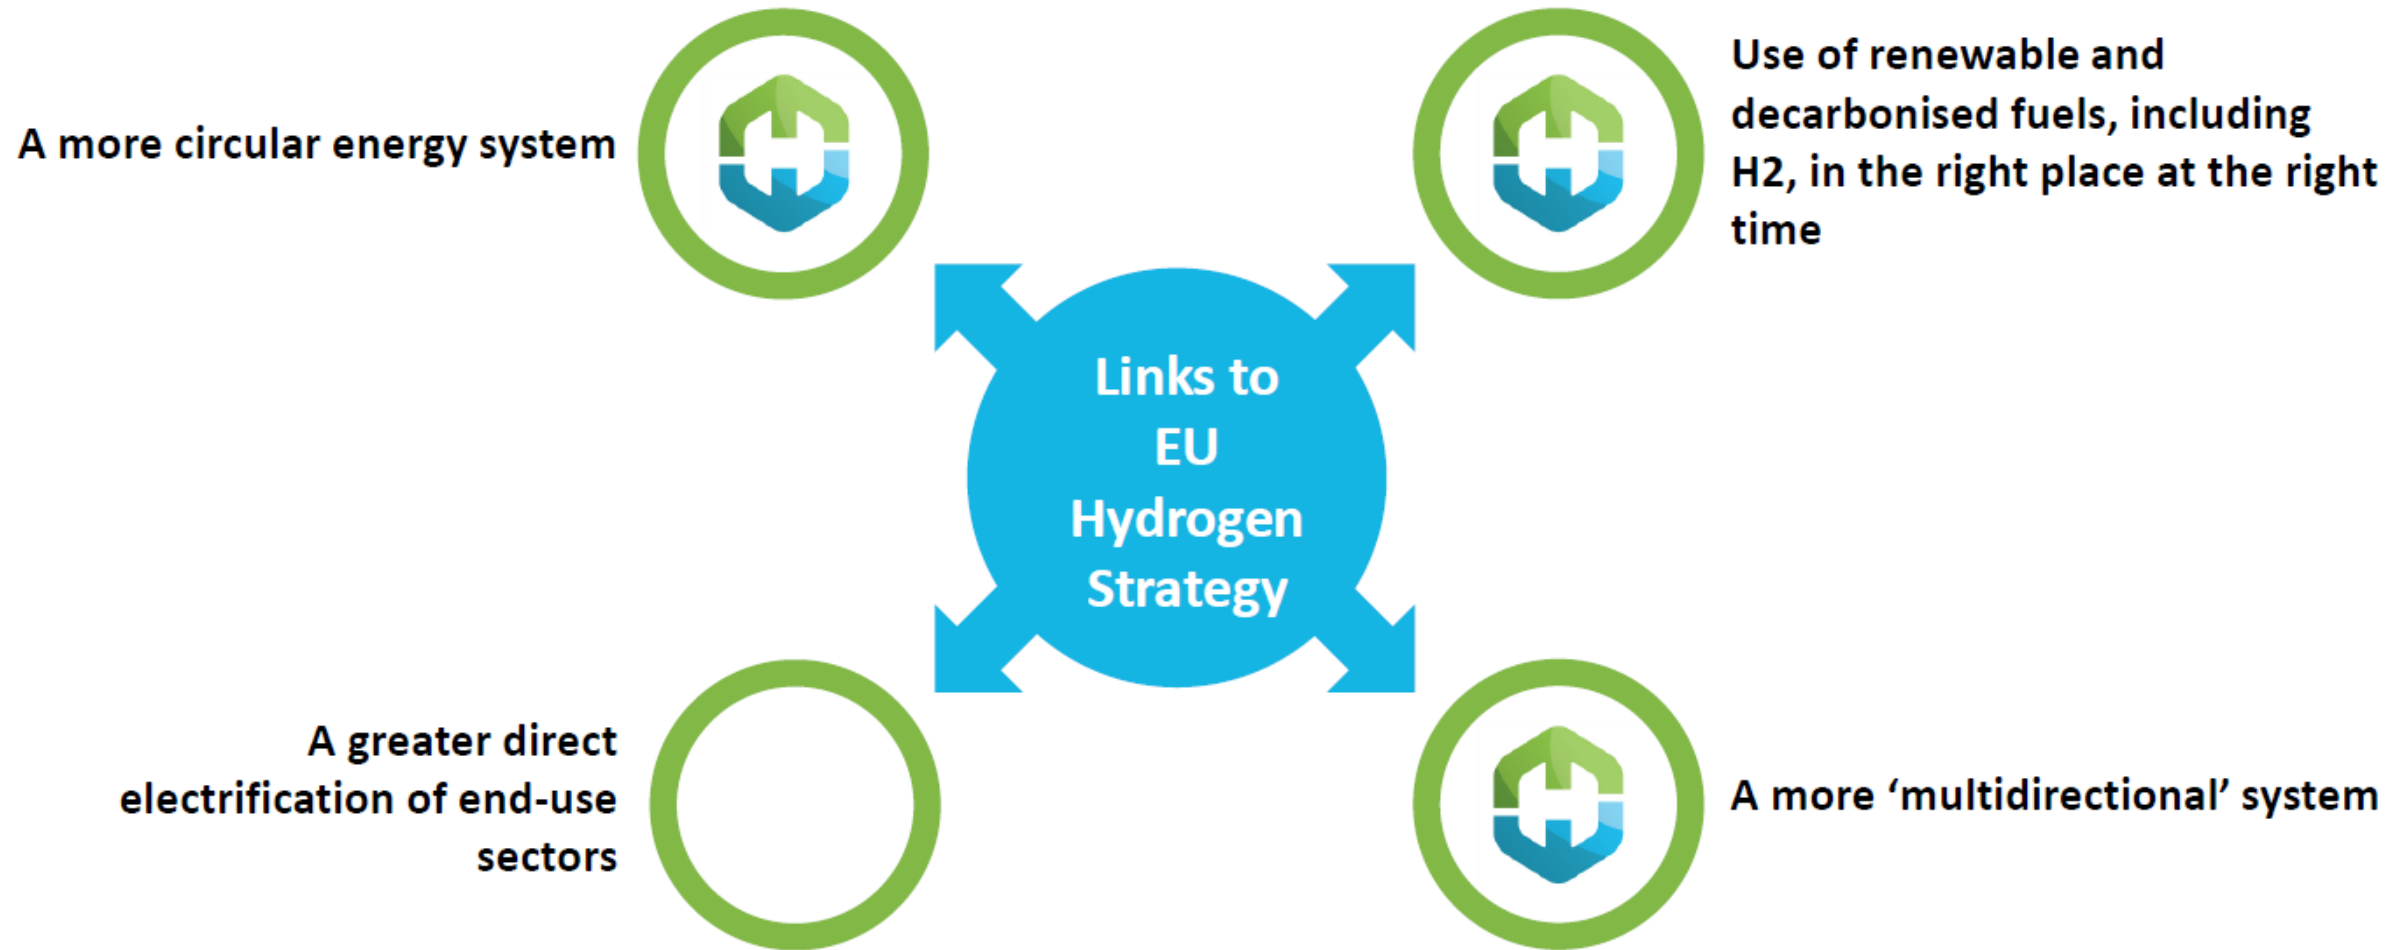 A more circular energy system
Use of renewable and
decarbonised fuels, including
H2, in the right place at the right
time
Links to
EU
Hydrogen
Strategy
A greater direct
electrification of end-use
sectors
A more ‘multidirectional’ system